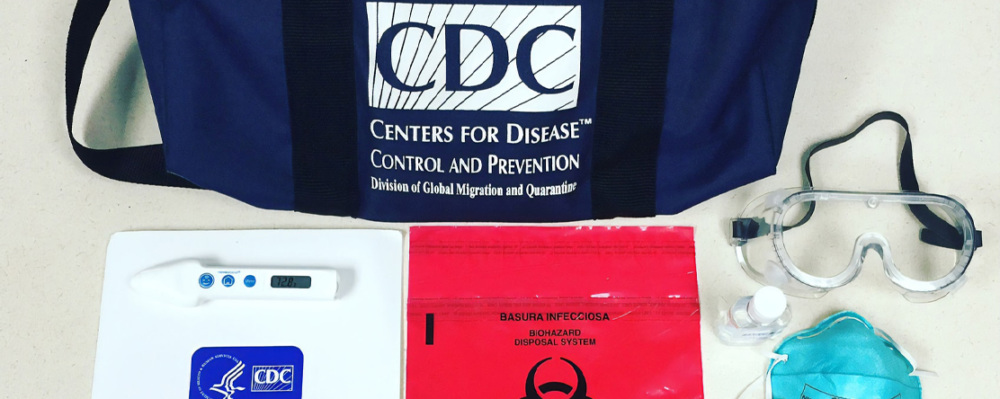 CDC
CENTERS FOR DISEASE™
CONTROL AND PREVENTION
Division of Global Migration and Quarantine
BASURA INFECCIOSA
BIOHAZARD
DISPOSAL SYSTEM
CDC